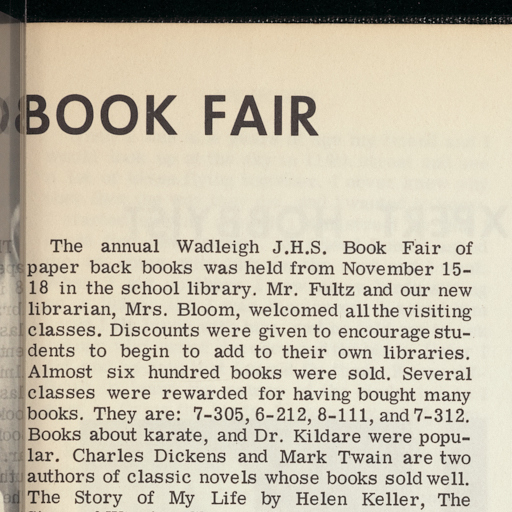 BOOK FAIR
The annual Wadleigh J.H.S. Book Fair of
paper back books was held from November 15-
18 in the school library. Mr. Fultz and our new
librarian, Mrs. Bloom, welcomed all the visiting
classes. Discounts were given to encourage stu-
dents to begin to add to their own libraries.
Almost six hundred books were sold. Several
classes were rewarded for having bought many
books. They are: 7-305, 6-212, 8-111, and 7-312.
Books about karate, and Dr. Kildare were popu-
lar. Charles Dickens and Mark Twain are two
authors of classic novels whose books sold well.
The Story of My Life by Helen Keller, The